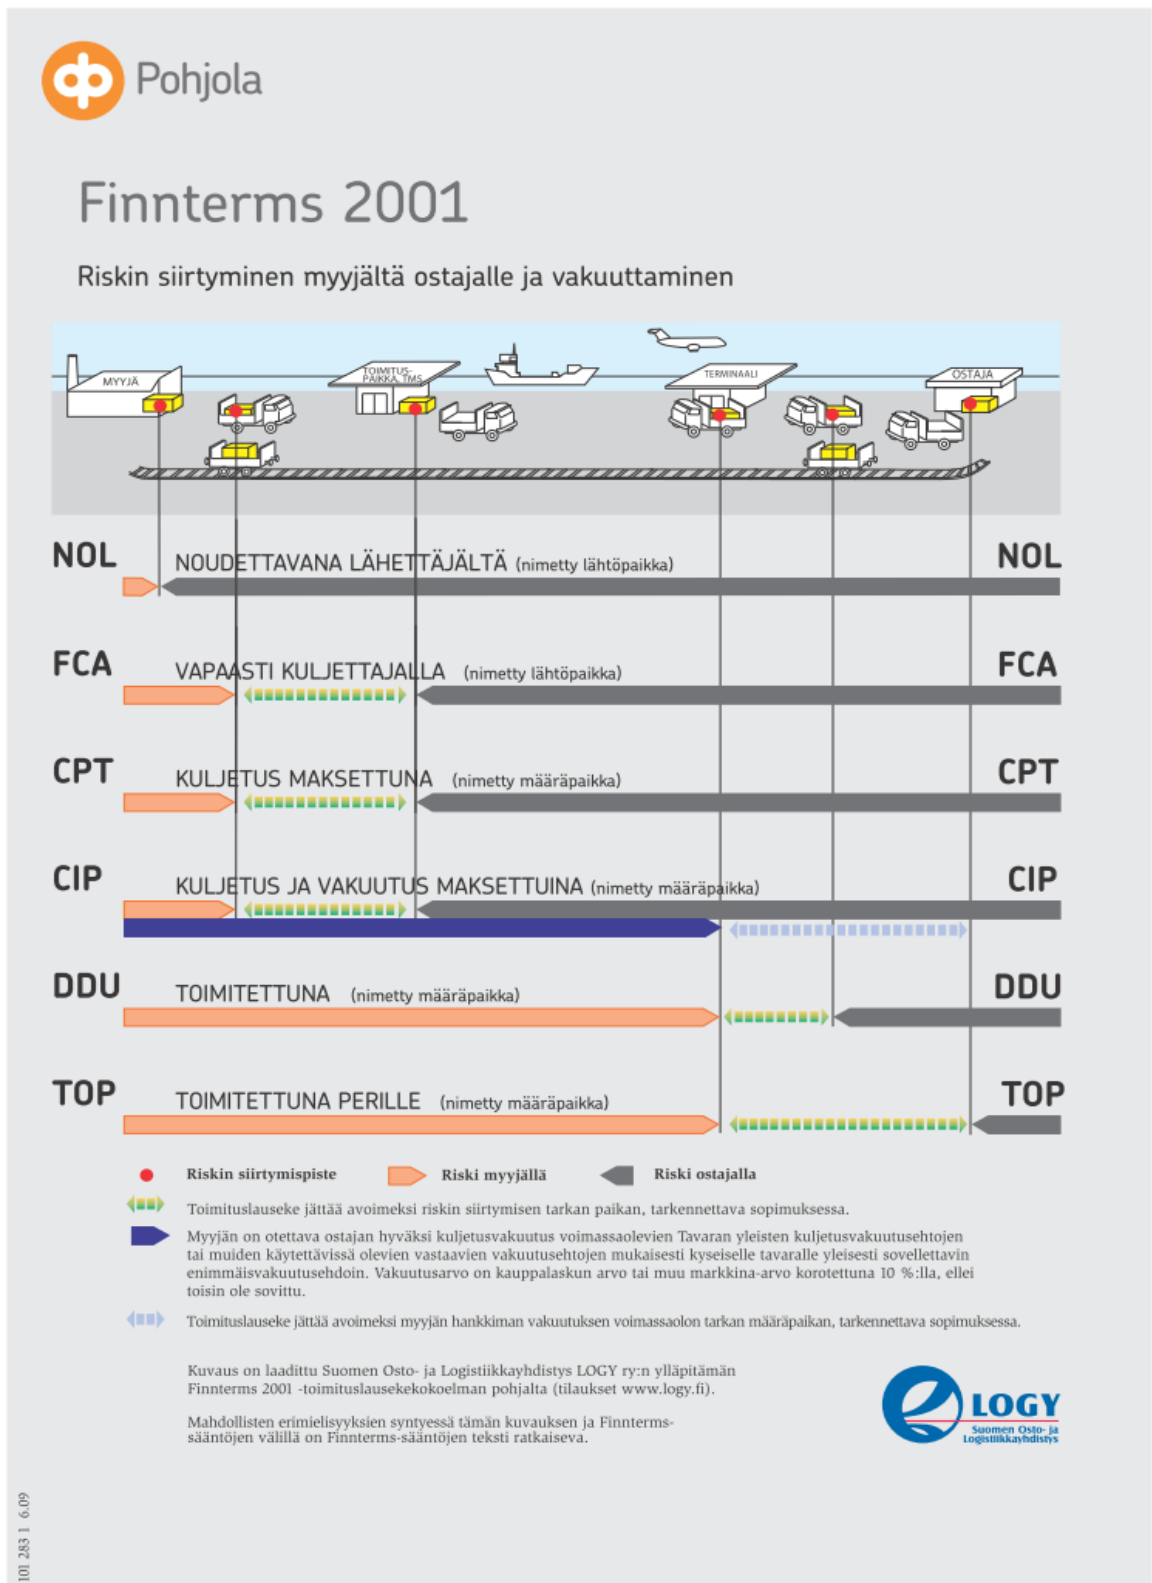 Pohjola
Finnterms 2001
Riskin siirtyminen myyjältä ostajalle ja vakuuttaminen
MYYJÄ
TOIMITUS-
PAIKKA, TMS
TERMINAALI
OSTAJA
NOL NOUDETTAVANA LÄHETTÄJÄLTÄ (nimetty lähtöpaikka) NOL
FCA VAPAASTI KULJETTAJALLA (nimetty lähtöpaikka) FCA
CPT KULJETUS MAKSETTUNA (nimetty määräpaikka) CPT
CIP KULJETUS JA VAKUUTUS MAKSETTUINA (nimetty määräpaikka) CIP
DDU TOIMITETTUNA (nimetty määräpaikka) DDU
TOP TOIMITETTUNA PERILLE (nimetty määräpaikka) TOP
Riskin siirtymispiste Riski myyjällä Riski ostajalla
Toimituslauseke jättää avoimeksi riskin siirtymisen tarkan paikan, tarkennettava sopimuksessa.
Myyjän on otettava ostajan hyväksi kuljetusvakuutus voimassaolevien Tavaran yleisten kuljetusvakuutusehtojen
tai muiden käytettävissä olevien vastaavien vakuutusehtojen mukaisesti kyseiselle tavaralle yleisesti sovellettavin
enimmäisvakuutusehdoin. Vakuutusarvo on kauppalaskun arvo tai muu markkina-arvo korotettuna 10 %:lla, ellei
toisin ole sovittu.
Toimituslauseke jättää avoimeksi myyjän hankkiman vakuutuksen voimassaolon tarkan määräpaikan, tarkennettava sopimuksessa.
Kuvaus on laadittu Suomen Osto- ja Logistiikkayhdistys LOGY ry:n ylläpitämän
Finnterms 2001 -toimituslausekekokoelman pohjalta (tilaukset www.logy.fi).
Mahdollisten erimielisyyksien syntyessä tämän kuvauksen ja Finnterms-
sääntöjen välillä on Finnterms-sääntöjen teksti ratkaiseva.
LOGY
Suomen Osto- ja
Logistiikkayhdistys
101 283 1 6.09